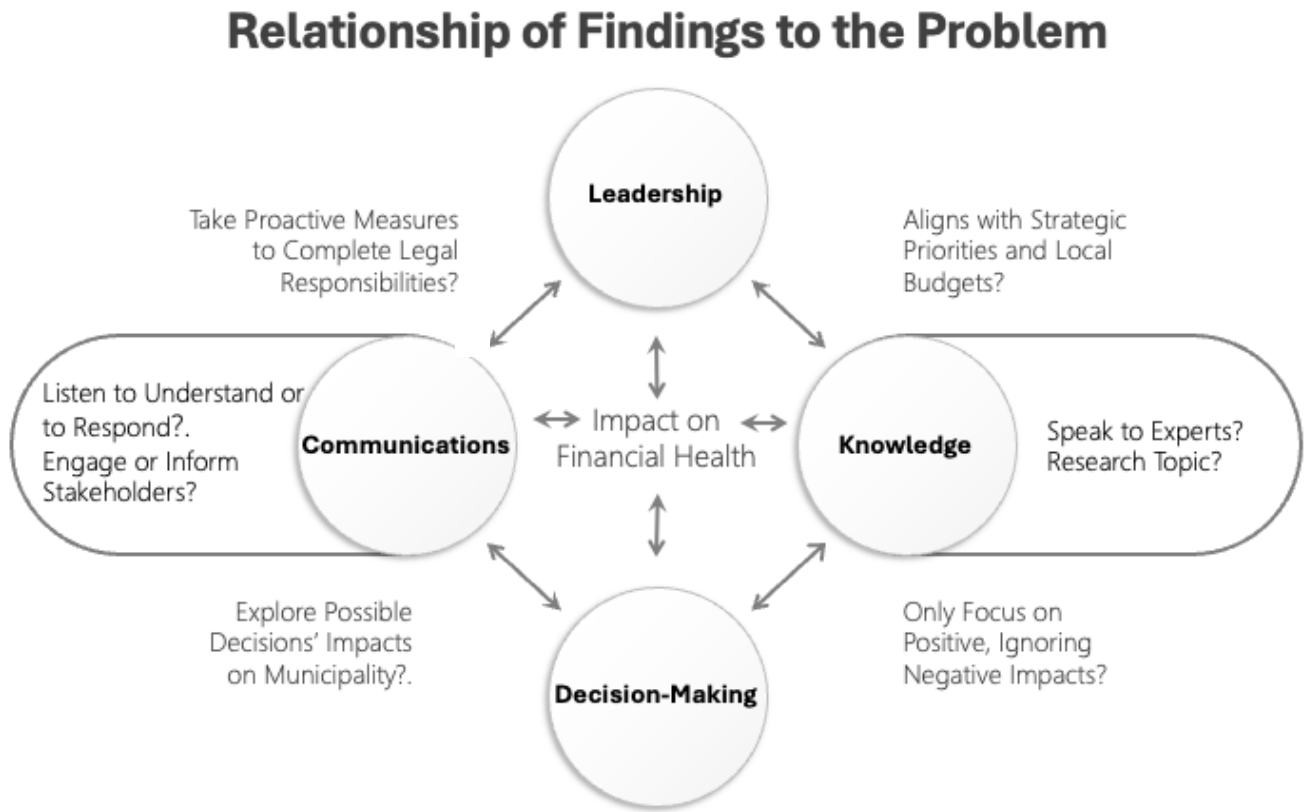 Relationship of Findings to the Problem
Leadership
Take Proactive Measures
to Complete Legal
Responsibilities?
Aligns with Strategic
Priorities and Local
Budgets?
Listen to Understand or
to Respond?.
Engage or Inform
Stakeholders?
Communications
Impact on
Financial Health
Knowledge
Speak to Experts?
Research Topic?
Explore Possible
Decisions’ Impacts
on Municipality?.
Only Focus on
Positive, Ignoring
Negative Impacts?
Decision-Making